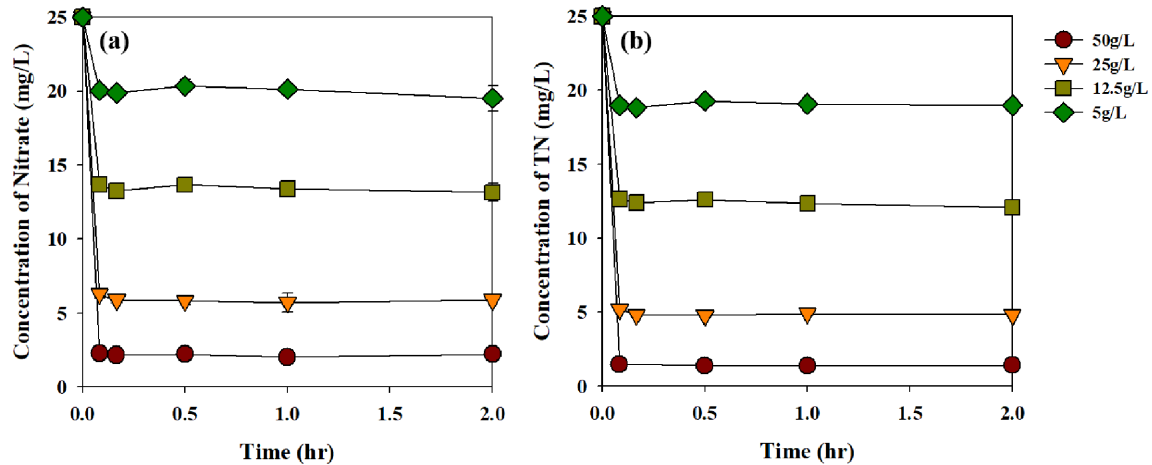 (a)
Concentration of Nitrate (mg/L)
25
20
15
10
5
0
0.0 0.5 1.0 1.5 2.0
Time (hr)
(b)
Concentration of TN (mg/L)
25
20
15
10
5
0
0.0 0.5 1.0 1.5 2.0
Time (hr)
50g/L
25g/L
12.5g/L
5g/L